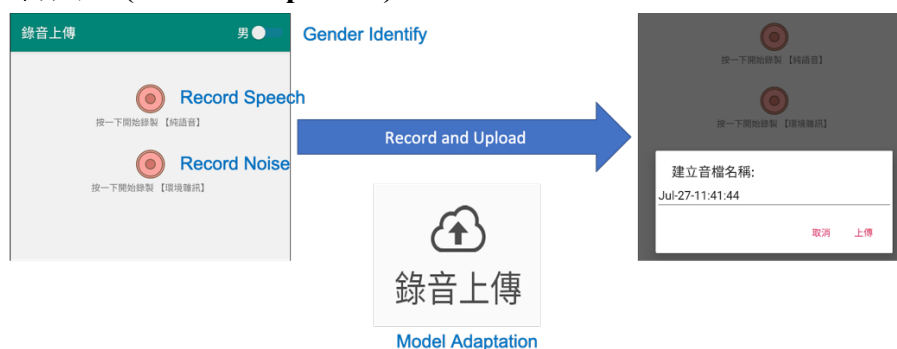 錄音上傳
男
Gender Identify
Record Speech
按一下開始錄製 【純語音】
Record Noise
按一下開始錄製 【環境雜訊】
Record and Upload
錄音上傳
Model Adaptation
按一下開始錄製 【純語音】
按一下開始錄製 【環境雜訊】
建立音檔名稱:
Jul-27-11:41:44
取消
上傳